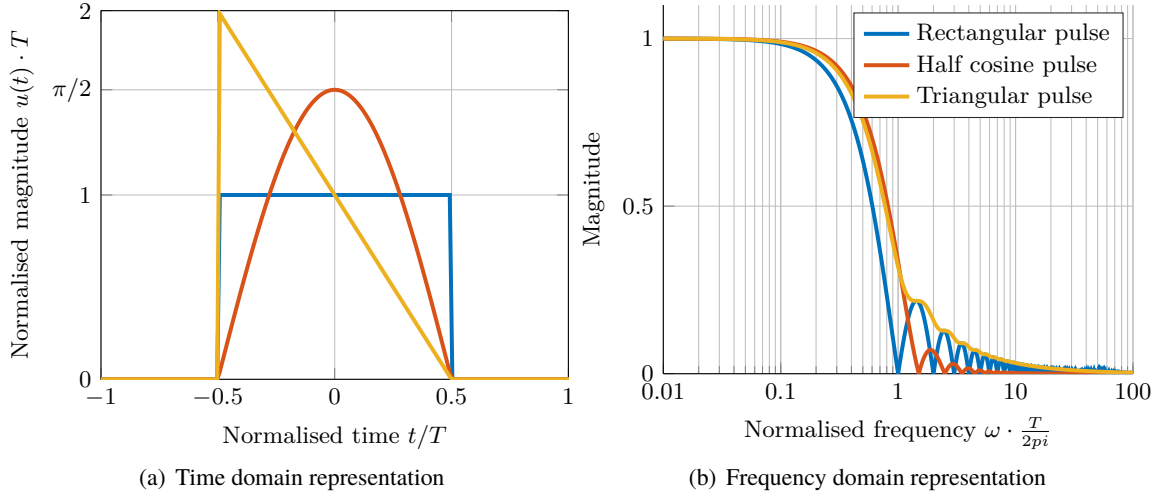 Normalised magnitude u(t) · T
2
π/2
1
0
−1
−0.5
0
0.5
1
Normalised time t/T
(a) Time domain representation
Magnitude
1
0.5
0
0.01
0.1
1
10
100
Rectangular pulse
Half cosine pulse
Triangular pulse
Normalised frequency ω · T/2pi
(b) Frequency domain representation